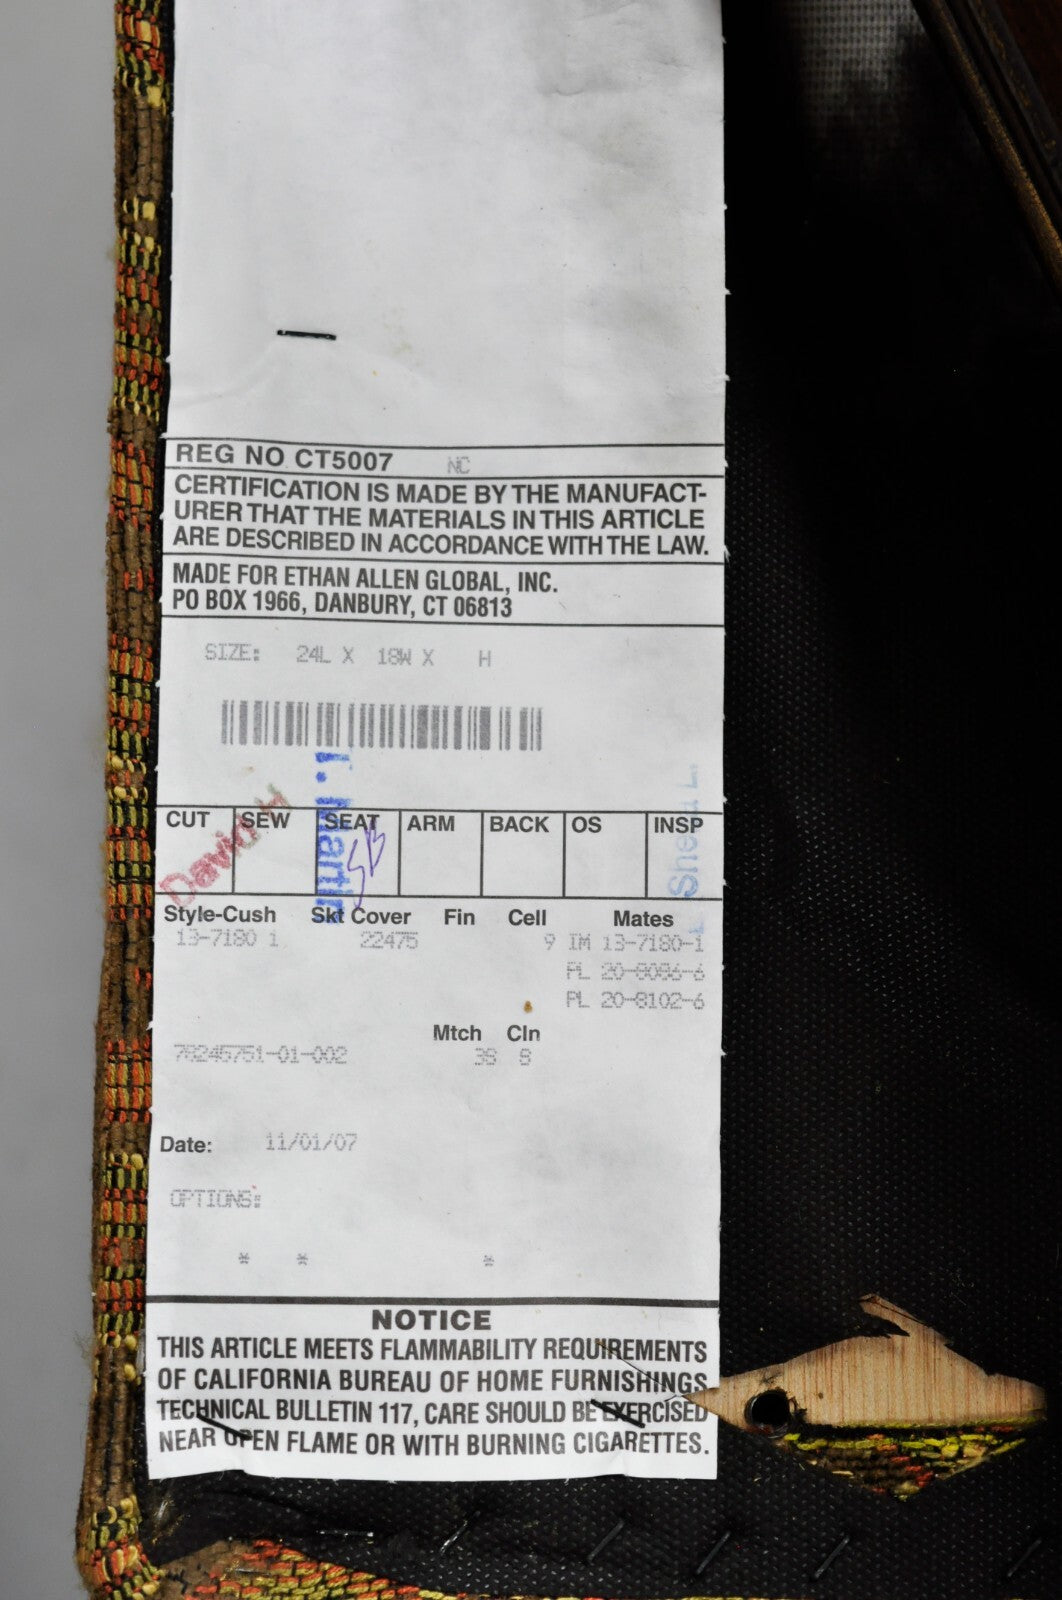 REG NO CT5007 NC
CERTIFICATION IS MADE BY THE MANUFACT-
URER THAT THE MATERIALS IN THIS ARTICLE
ARE DESCRIBED IN ACCORDANCE WITH THE LAW.
MADE FOR ETHAN ALLEN GLOBAL, INC.
PO BOX 1966, DANBURY, CT 06813
SIZE: 24L X 18W X H
CUT SEW SEAT ARM BACK OS INSP
David H
T. Martin
Style-Cush Skt Cover Fin Cell Mates
13-7180 1 22475 9 IM 13-7180-1
PL 20-8086-6
PL 20-8102-6
Mtch Cln
38 8
78245751-01-002
Date: 11/01/07
OPTIONS:
* * *
NOTICE
THIS ARTICLE MEETS FLAMMABILITY REQUIREMENTS
OF CALIFORNIA BUREAU OF HOME FURNISHINGS
TECHNICAL BULLETIN 117, CARE SHOULD BE EXERCISED
NEAR OPEN FLAME OR WITH BURNING CIGARETTES.